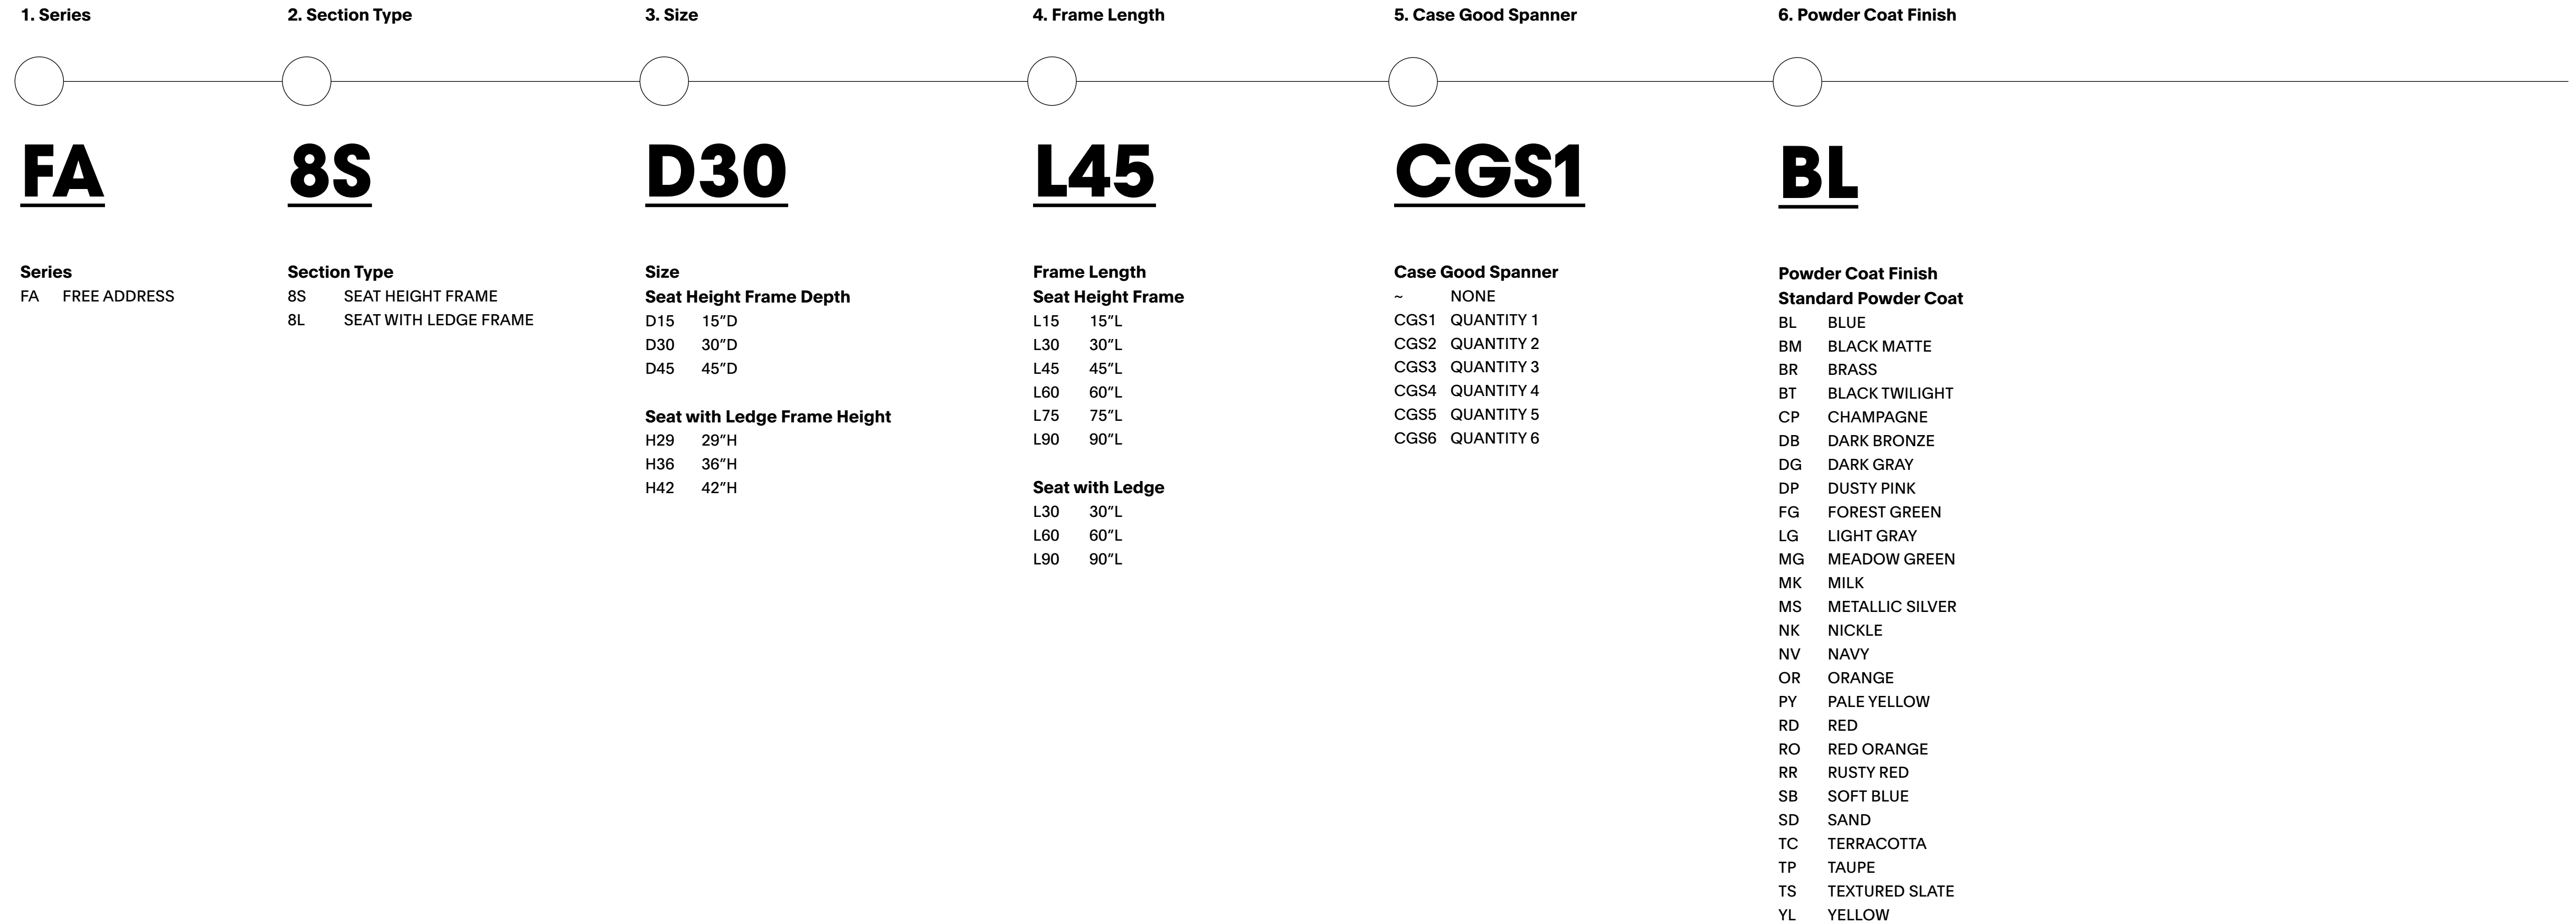 1. Series
2. Section Type
3. Size
4. Frame Length
5. Case Good Spanner
6. Powder Coat Finish
FA
8S
D30
L45
CGS1
BL
Series
FA FREE ADDRESS
Section Type
8S SEAT HEIGHT FRAME
8L SEAT WITH LEDGE FRAME
Size
Seat Height Frame Depth
D15 15”D
D30 30”D
D45 45”D
Seat with Ledge Frame Height
H29 29”H
H36 36”H
H42 42”H
Frame Length
Seat Height Frame
L15 15”L
L30 30”L
L45 45”L
L60 60”L
L75 75”L
L90 90”L
Seat with Ledge
L30 30”L
L60 60”L
L90 90”L
Case Good Spanner
~ NONE
CGS1 QUANTITY 1
CGS2 QUANTITY 2
CGS3 QUANTITY 3
CGS4 QUANTITY 4
CGS5 QUANTITY 5
CGS6 QUANTITY 6
Powder Coat Finish
Standard Powder Coat
BL BLUE
BM BLACK MATTE
BR BRASS
BT BLACK TWILIGHT
CP CHAMPAGNE
DB DARK BRONZE
DG DARK GRAY
DP DUSTY PINK
FG FOREST GREEN
LG LIGHT GRAY
MG MEADOW GREEN
MK MILK
MS METALLIC SILVER
NK NICKLE
NV NAVY
OR ORANGE
PY PALE YELLOW
RD RED
RO RED ORANGE
RR RUSTY RED
SB SOFT BLUE
SD SAND
TC TERRACOTTA
TP TAUPE
TS TEXTURED SLATE
YL YELLOW